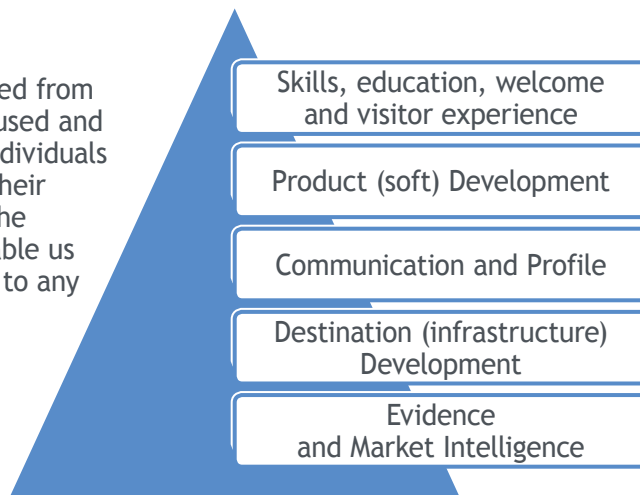 ed from
used and
dividuals
heir
he
ble us
to any
Skills, education, welcome
and visitor experience
Product (soft) Development
Communication and Profile
Destination (infrastructure)
Development
Evidence
and Market Intelligence